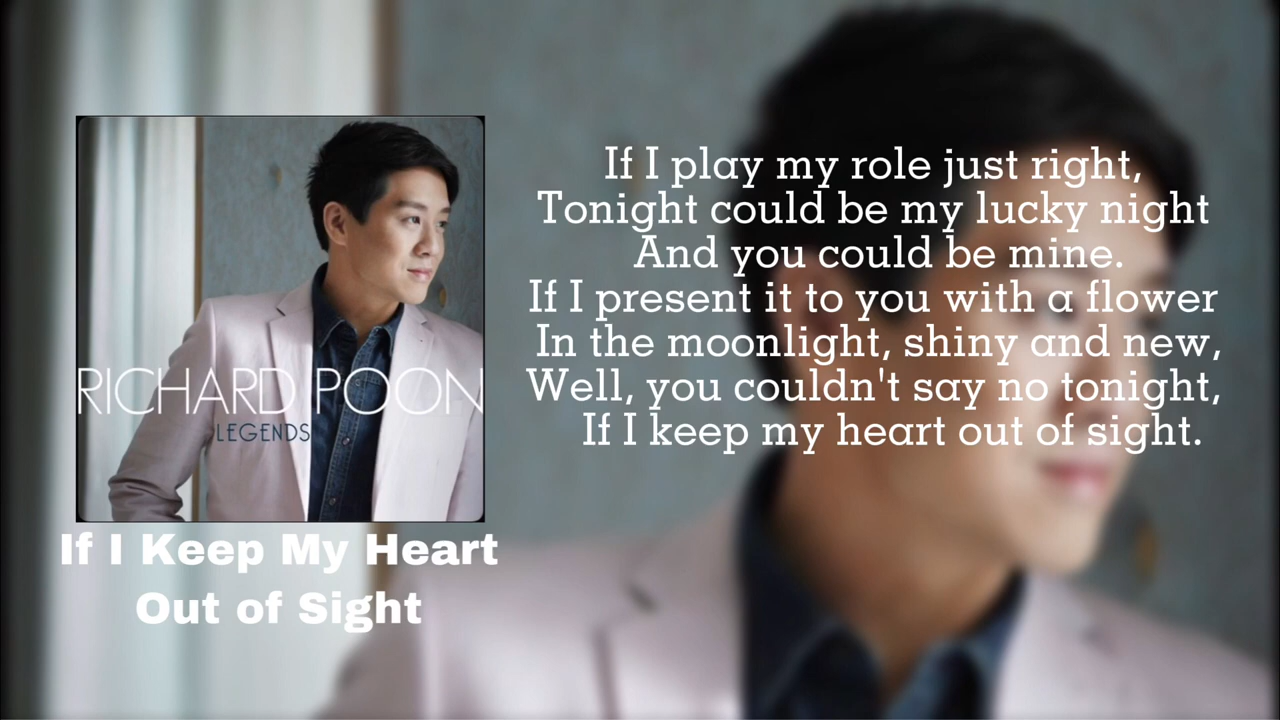 RICHARD POON
LEGENDS
If I Keep My Heart
Out of Sight
If I play my role just right,
Tonight could be my lucky night
And you could be mine.
If I present it to you with a flower
In the moonlight, shiny and new,
Well, you couldn't say no tonight,
If I keep my heart out of sight.